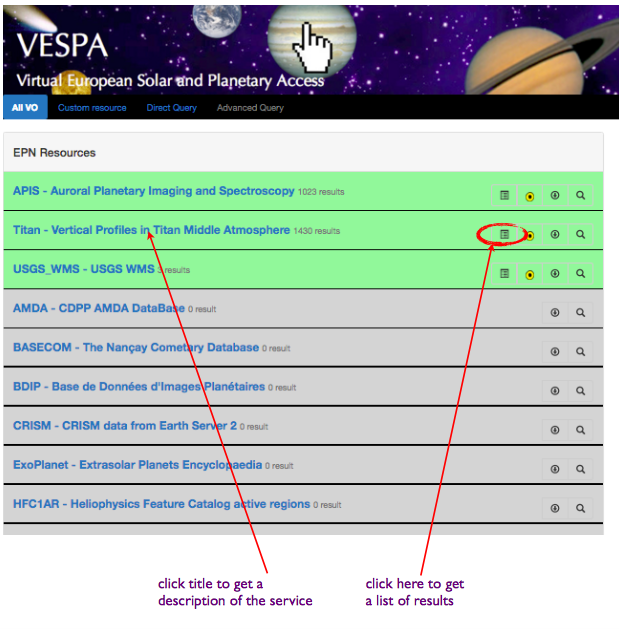 VESPA
Virtual European Solar and Planetary Access
All VO Custom resource Direct Query Advanced Query
EPN Resources
APIS - Auroral Planetary Imaging and Spectroscopy 1023 results
Titan - Vertical Profiles in Titan Middle Atmosphere 1430 results
USGS_WMS - USGS WMS 3 results
AMDA - CDPP AMDA DataBase 0 result
BASECOM - The Nançay Cometary Database 0 result
BDIP - Base de Données d'Images Planétaires 0 result
CRISM - CRISM data from Earth Server 2 0 result
ExoPlanet - Extrasolar Planets Encyclopaedia 0 result
HFC1AR - Heliophysics Feature Catalog active regions 0 result
click title to get a
description of the service
click here to get
a list of results